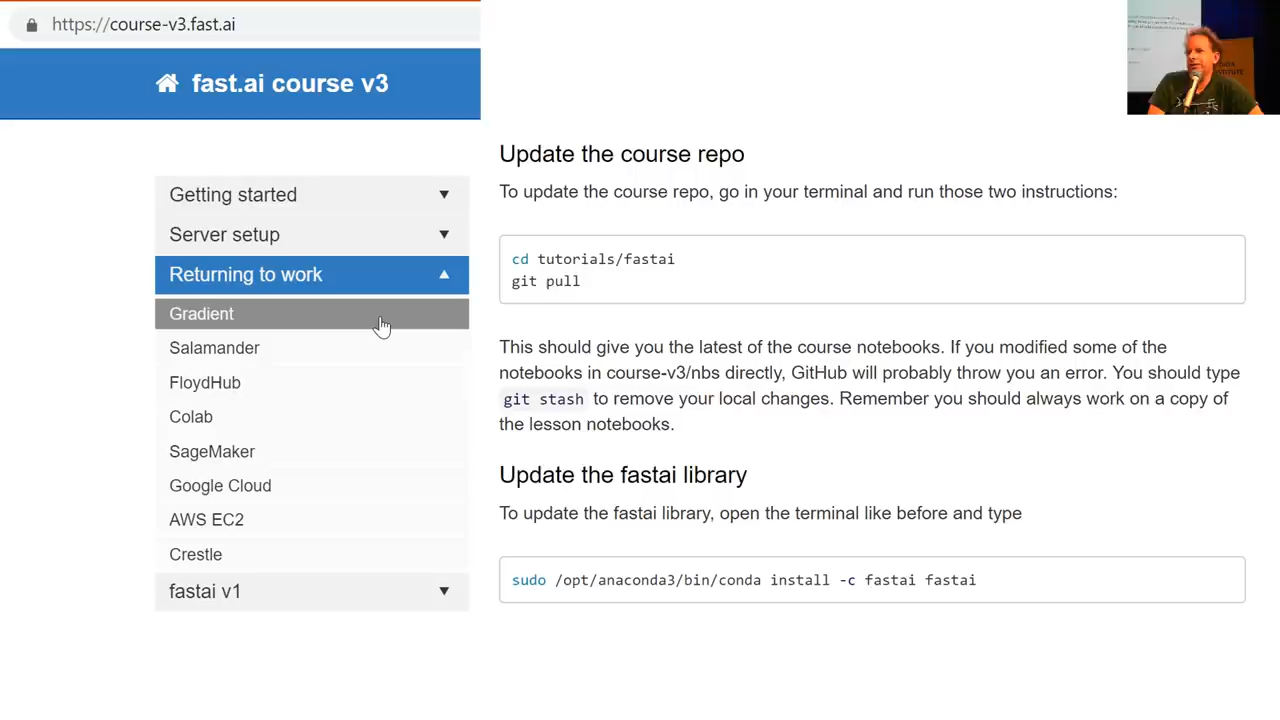 https://course-v3.fast.ai
fast.ai course v3
Getting started
Server setup
Returning to work
Gradient
Salamander
FloydHub
Colab
SageMaker
Google Cloud
AWS EC2
Crestle
fastai v1
Update the course repo
To update the course repo, go in your terminal and run those two instructions:
cd tutorials/fastai
git pull
This should give you the latest of the course notebooks. If you modified some of the
notebooks in course-v3/nbs directly, GitHub will probably throw you an error. You should type
git stash to remove your local changes. Remember you should always work on a copy of
the lesson notebooks.
Update the fastai library
To update the fastai library, open the terminal like before and type
sudo /opt/anaconda3/bin/conda install -c fastai fastai